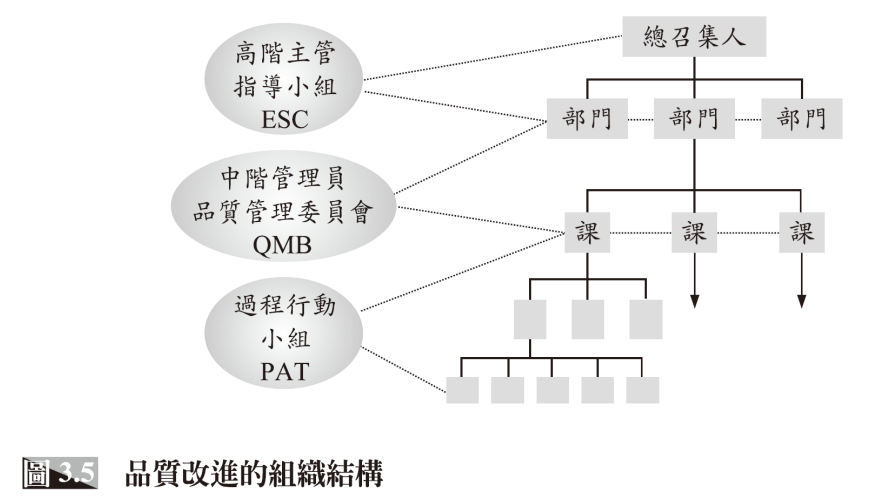 高階主管
指導小組
ESC
總召集人
部門
部門
部門
中階管理員
品質管理委員會
QMB
課
課
課
過程行動
小組
PAT
圖 3.5 品質改進的組織結構